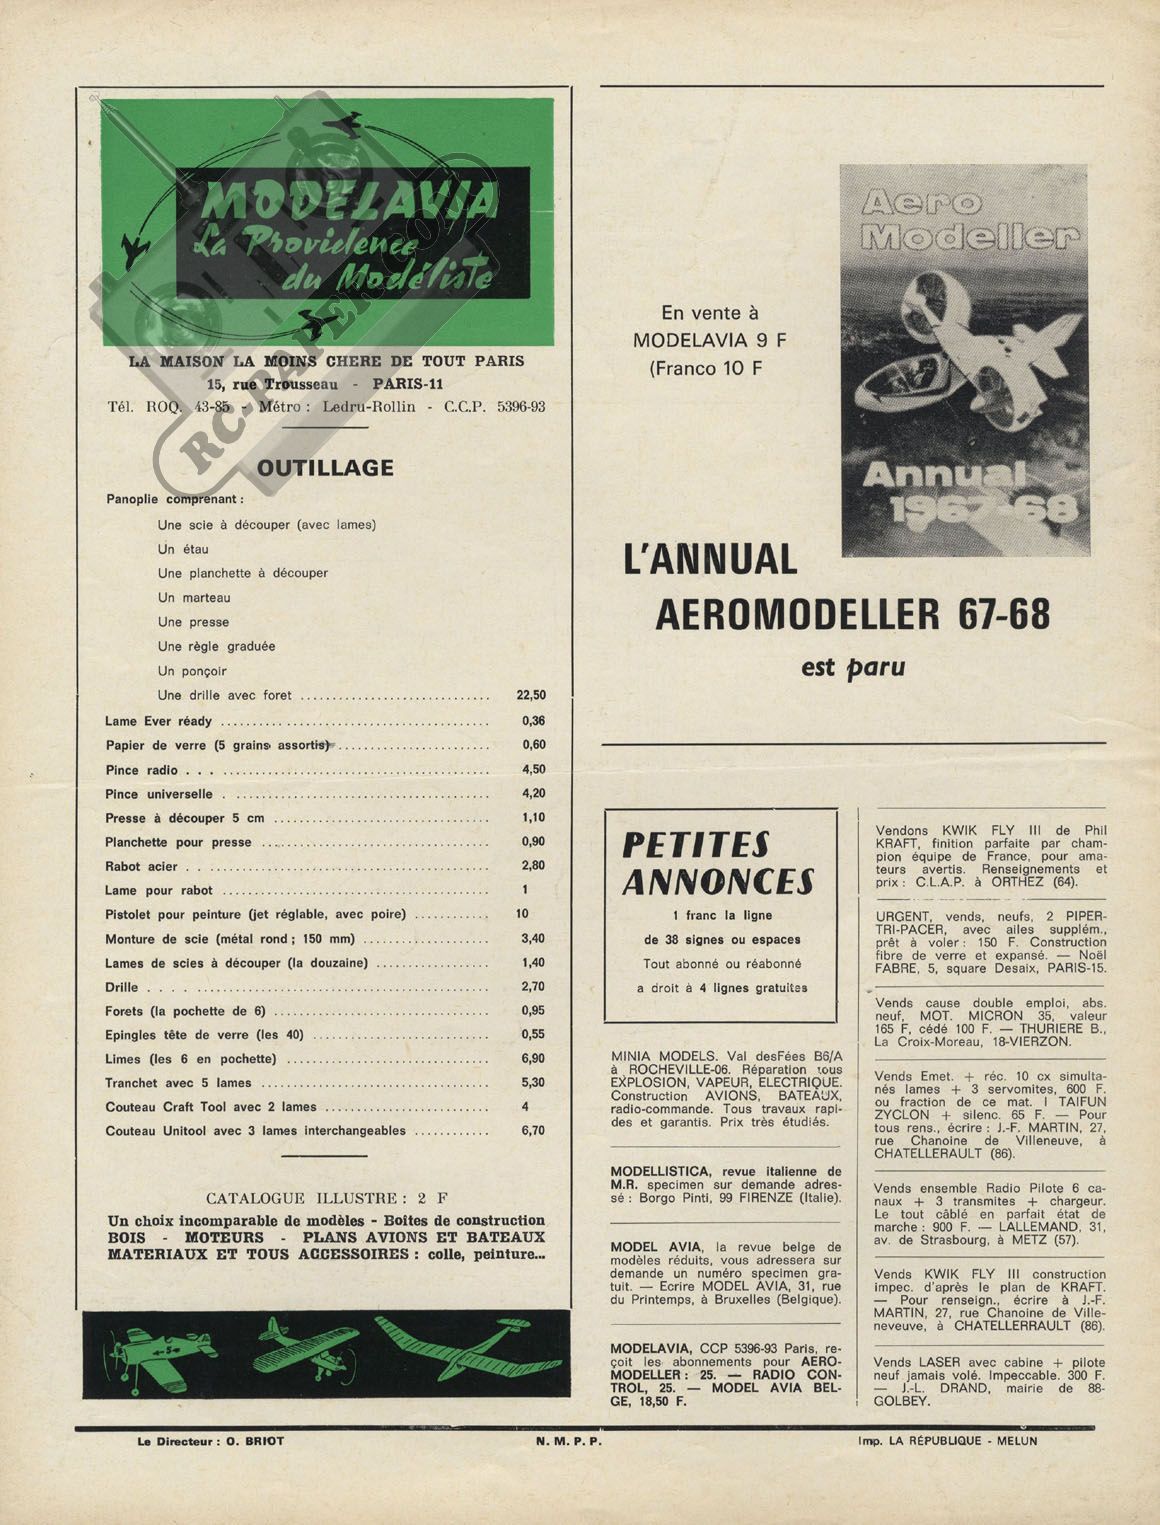 MODELAVIA
La Providence
du Modéliste
LA MAISON LA MOINS CHERE DE TOUT PARIS
15, rue Trousseau - PARIS-11
Tél. ROQ. 43-85 - Métro : Ledru-Rollin - C.C.P. 5396-93
RC-PAPER.COM
OUTILLAGE
Panoplie comprenant :
Une scie à découper (avec lames)
Un étau
Une planchette à découper
Un marteau
Une presse
Une règle graduée
Un ponçoir
Une drille avec foret .............................. 22,50
Lame Ever réady .............................. 0,36
Papier de verre (5 grains assortis) .............................. 0,60
Pince radio .............................. 4,50
Pince universelle .............................. 4,20
Presse à découper 5 cm .............................. 1,10
Planchette pour presse .............................. 0,90
Rabot acier .............................. 2,80
Lame pour rabot .............................. 1
Pistolet pour peinture (jet réglable, avec poire) ............ 10
Monture de scie (métal rond ; 150 mm) .................... 3,40
Lames de scies à découper (la douzaine) .................. 1,40
Drille .............................. 2,70
Forets (la pochette de 6) .............................. 0,95
Epingles tête de verre (les 40) .............................. 0,55
Limes (les 6 en pochette) .............................. 6,90
Tranchet avec 5 lames .............................. 5,30
Couteau Craft Tool avec 2 lames .......................... 4
Couteau Unitool avec 3 lames interchangeables ............ 6,70
CATALOGUE ILLUSTRE : 2 F
Un choix incomparable de modèles - Boîtes de construction
BOIS - MOTEURS - PLANS AVIONS ET BATEAUX
MATERIAUX ET TOUS ACCESSOIRES : colle, peinture...
En vente à
MODELAVIA 9 F
(Franco 10 F
Aero
Modeller
Annual
1967-68
L'ANNUAL
AEROMODELLER 67-68
est paru
PETITES
ANNONCES
1 franc la ligne
de 38 signes ou espaces
Tout abonné ou réabonné
a droit à 4 lignes gratuites
MINIA MODELS. Val desFées B6/A
à ROCHEVILLE-06. Réparation tous
EXPLOSION, VAPEUR, ELECTRIQUE.
Construction AVIONS, BATEAUX,
radio-commande. Tous travaux rapi-
des et garantis. Prix très étudiés.
MODELLISTICA, revue italienne de
M.R. specimen sur demande adres-
sé : Borgo Pinti, 99 FIRENZE (Italie).
MODEL AVIA, la revue belge de
modèles réduits, vous adressera sur
demande un numéro specimen gra-
tuit. — Ecrire MODEL AVIA, 31, rue
du Printemps, à Bruxelles (Belgique).
MODELAVIA, CCP 5396-93 Paris, re-
çoit les abonnements pour AERO-
MODELLER : 25. — RADIO CON-
TROL, 25. — MODEL AVIA BEL-
GE, 18,50 F.
Vendons KWIK FLY III de Phil
KRAFT, finition parfaite par cham-
pion équipe de France, pour ama-
teurs avertis. Renseignements et
prix : C.L.A.P. à ORTHEZ (64).
URGENT, vends, neufs, 2 PIPER-
TRI-PACER, avec ailes supplém.,
prêt à voler : 150 F. Construction
fibre de verre et expansé. — Noël
FABRE, 5, square Desaix, PARIS-15.
Vends cause double emploi, abs.
neuf, MOT. MICRON 35, valeur
165 F, cédé 100 F. — THURIERE B.,
La Croix-Moreau, 18-VIERZON.
Vends Emet. + réc. 10 cx simulta-
nés lames + 3 servomites, 600 F.
ou fraction de ce mat. I TAIFUN
ZYCLON + silenc. 65 F. — Pour
tous rens., écrire : J.-F. MARTIN, 27,
rue Chanoine de Villeneuve, à
CHATELLERAULT (86).
Vends ensemble Radio Pilote 6 ca-
naux + 3 transmites + chargeur.
Le tout câblé en parfait état de
marche : 900 F. — LALLEMAND, 31,
av. de Strasbourg, à METZ (57).
Vends KWIK FLY III construction
impec. d'après le plan de KRAFT.
— Pour renseign., écrire à J.-F.
MARTIN, 27, rue Chanoine de Ville-
neveuve, à CHATELLERRAULT (86).
Vends LASER avec cabine + pilote
neuf jamais volé. Impeccable. 300 F.
— J.-L. DRAND, mairie de 88-
GOLBEY.
Le Directeur : O. BRIOT
N. M. P. P.
Imp. LA RÉPUBLIQUE - MELUN